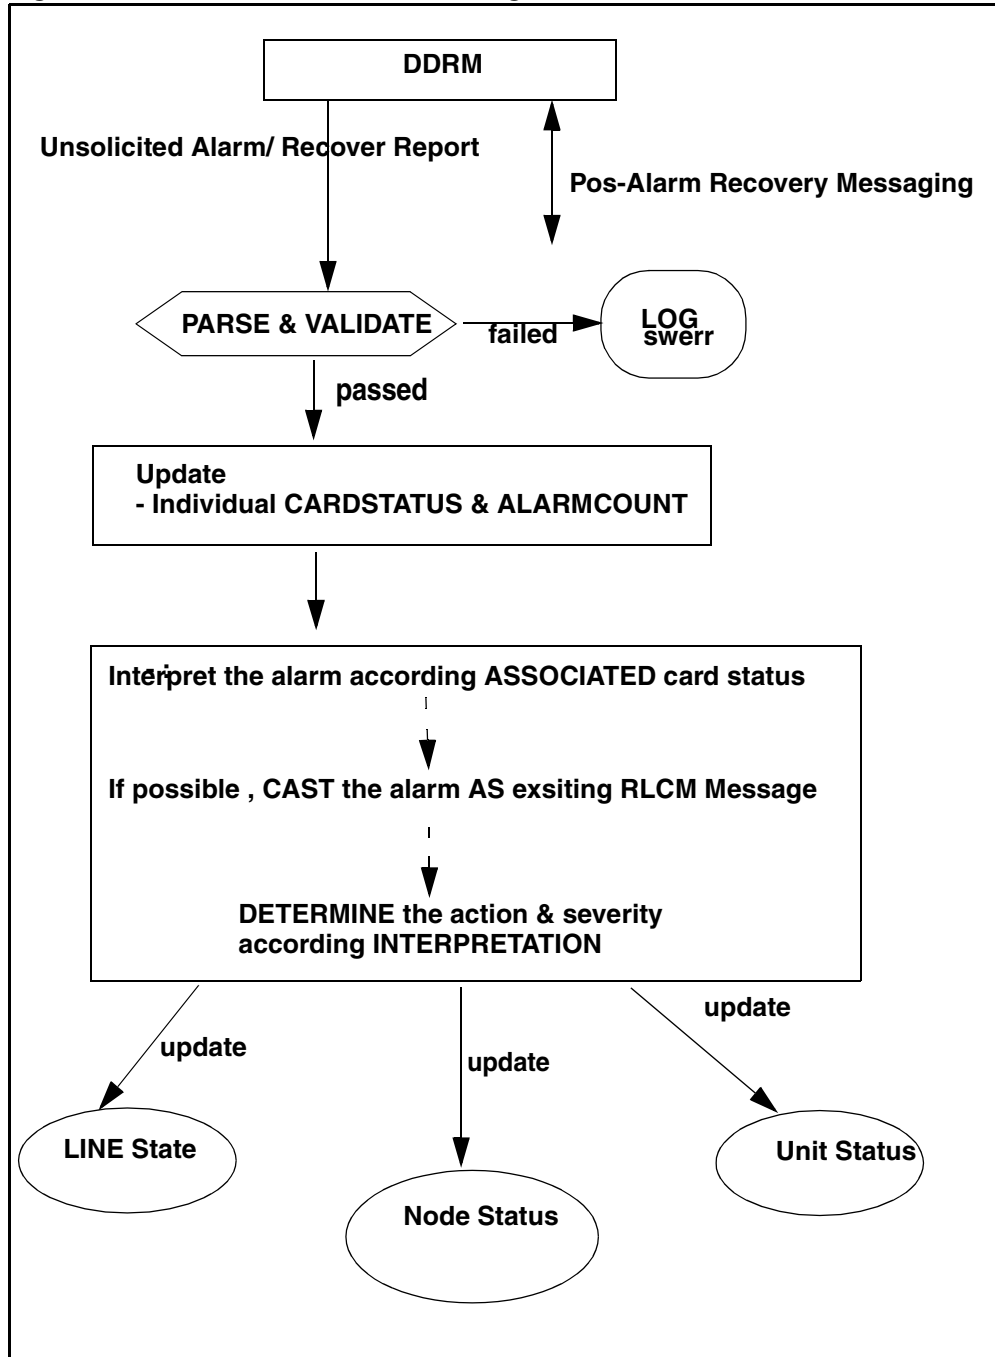 DDRM
Unsolicited Alarm/ Recover Report
Pos-Alarm Recovery Messaging
PARSE & VALIDATE
failed
LOG
swerr
passed
Update
- Individual CARDSTATUS & ALARMCOUNT
Interpret the alarm according ASSOCIATED card status
If possible , CAST the alarm AS exsiting RLCM Message
DETERMINE the action & severity
according INTERPRETATION
update
update
update
LINE State
Unit Status
Node Status